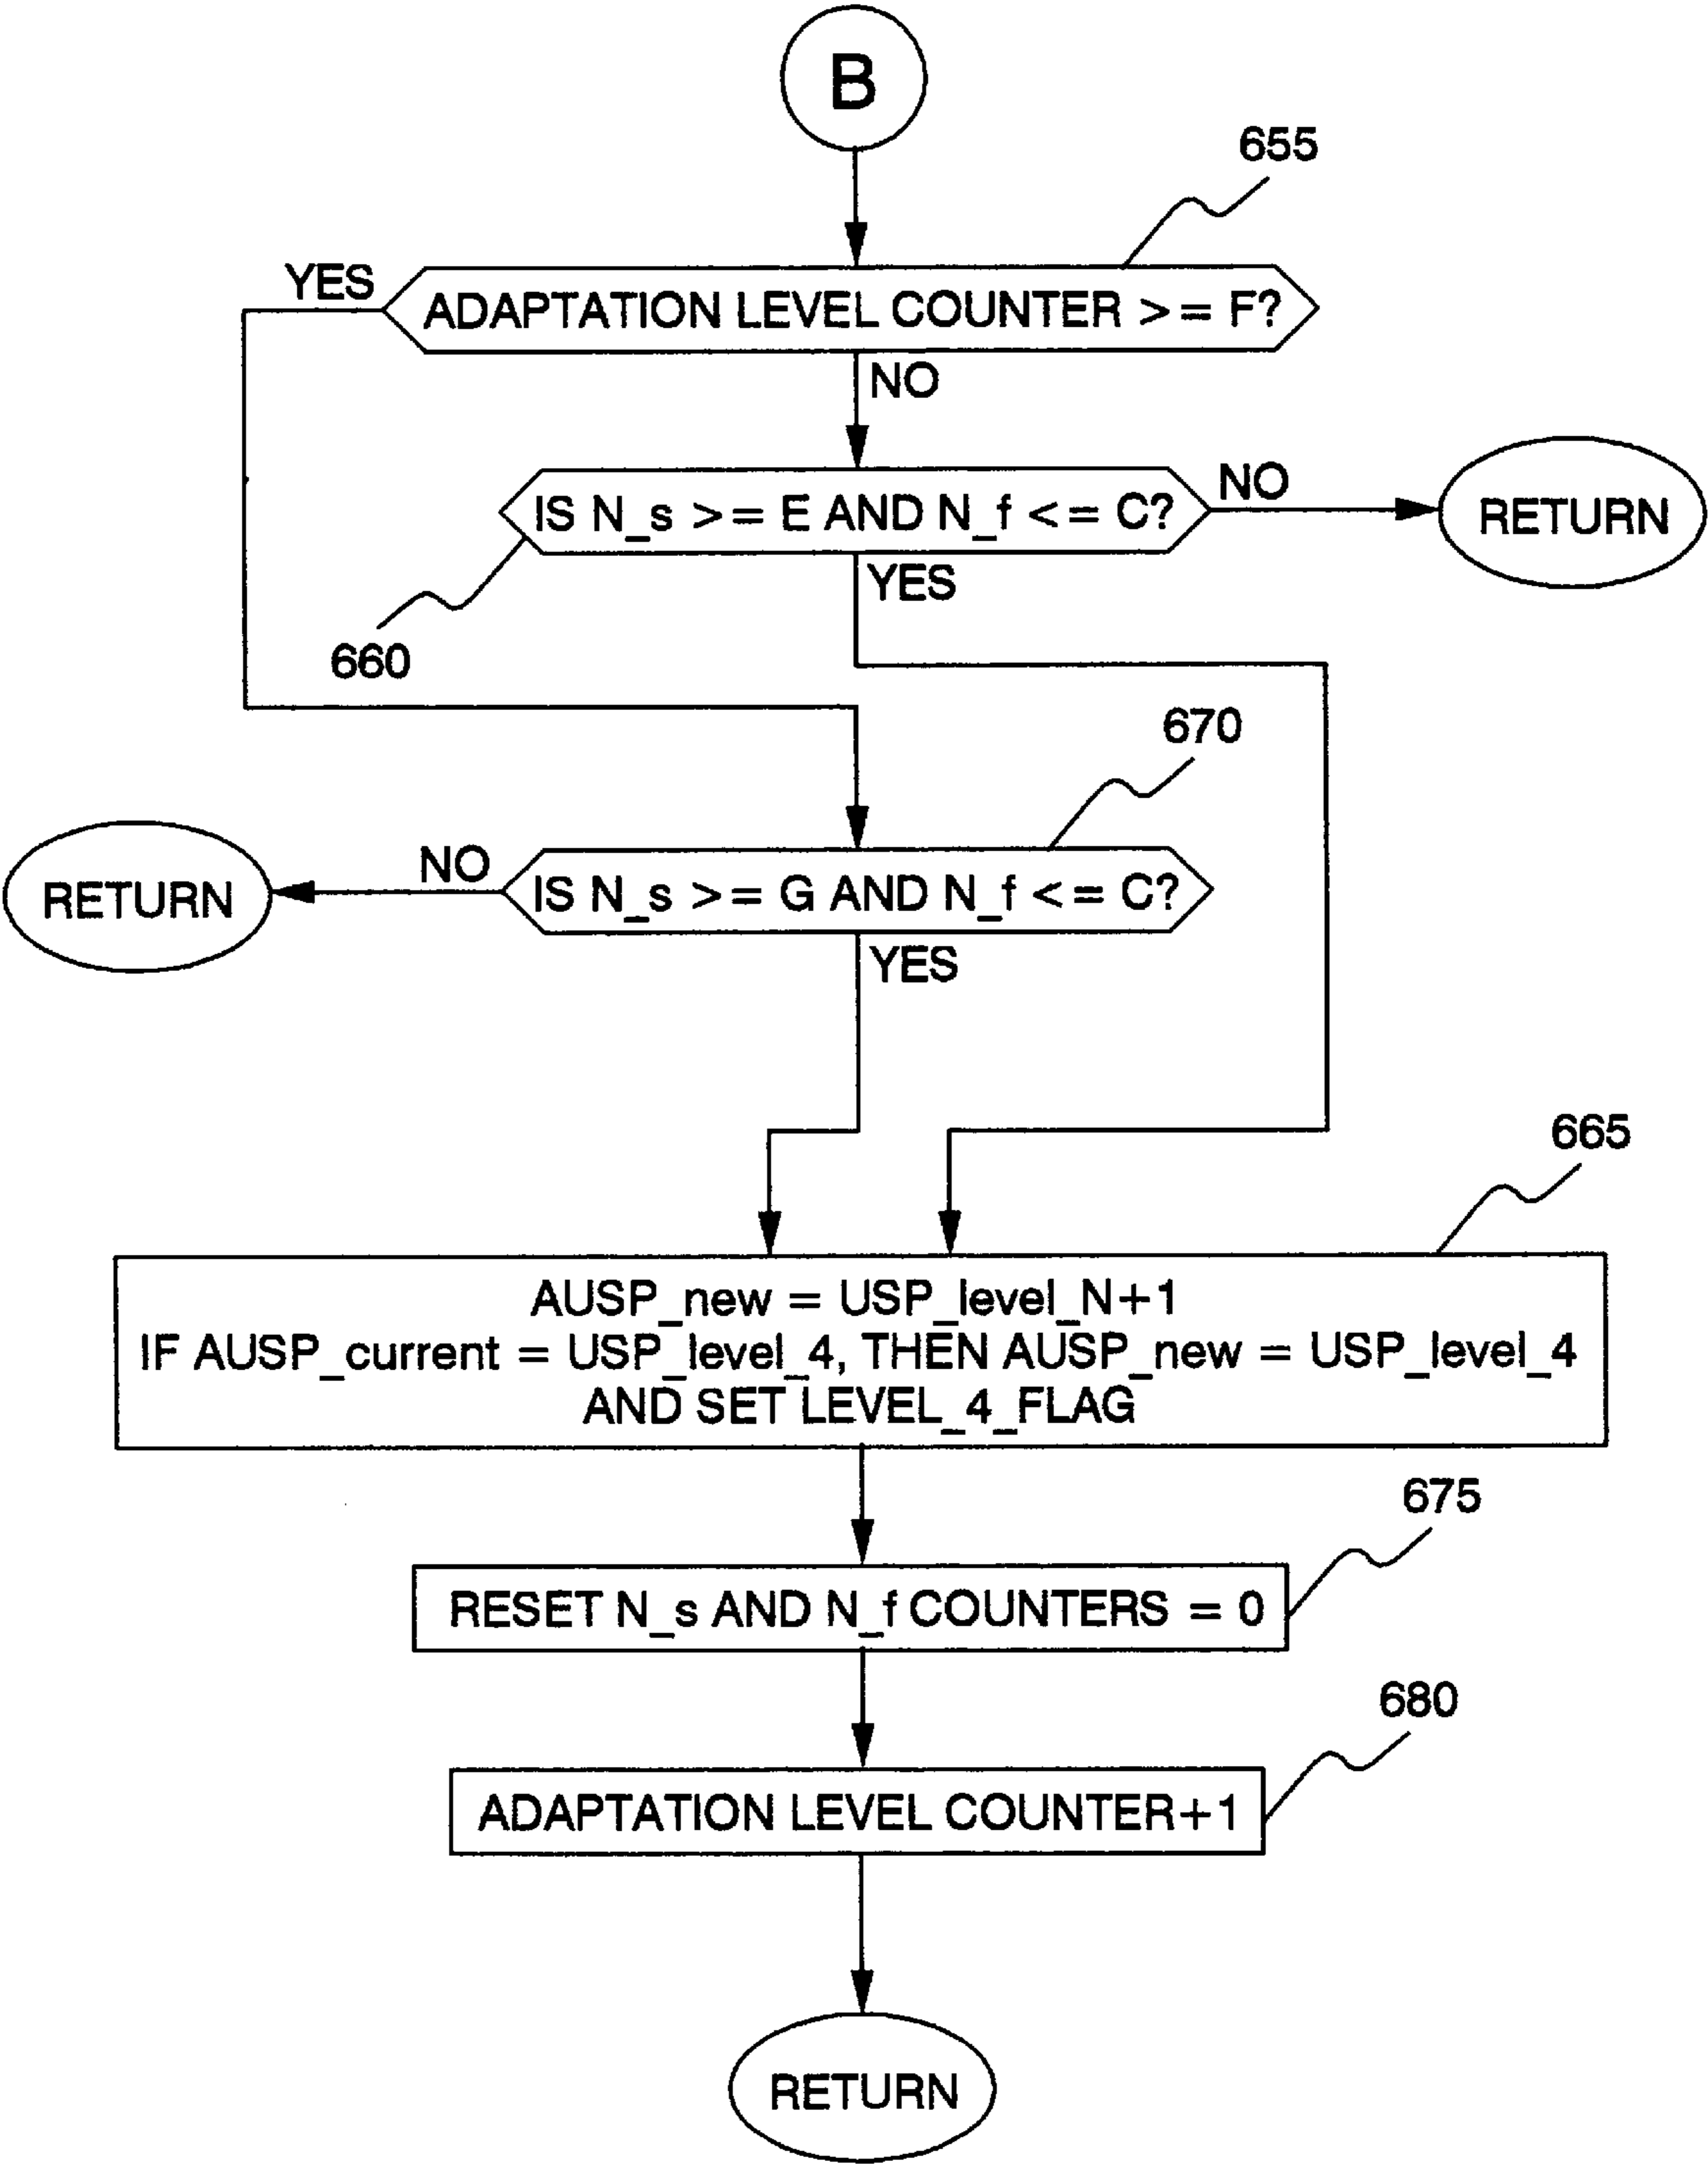 B
655
YES
ADAPTATION LEVEL COUNTER >= F?
NO
IS N_s >= E AND N_f <= C?
NO
RETURN
YES
660
670
NO
RETURN
IS N_s >= G AND N_f <= C?
YES
665
AUSP_new = USP_level_N+1
IF AUSP_current = USP_level_4, THEN AUSP_new = USP_level_4
AND SET LEVEL_4_FLAG
675
RESET N_s AND N_f COUNTERS = 0
680
ADAPTATION LEVEL COUNTER+1
RETURN